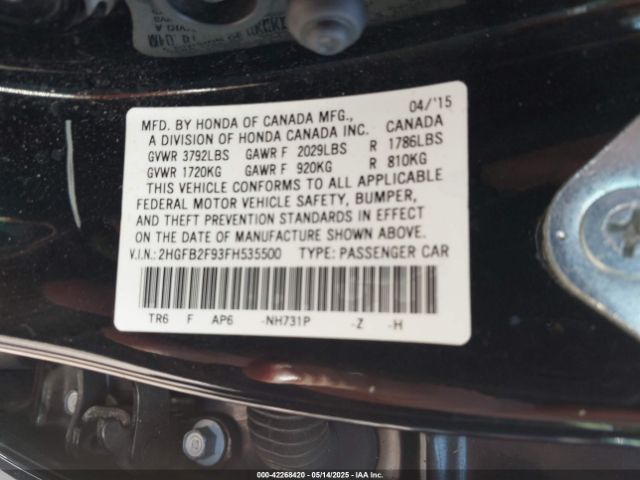 04/'15
MFD. BY HONDA OF CANADA MFG.,
A DIVISION OF HONDA CANADA INC. CANADA
GVWR 3792LBS GAWR F 2029LBS R 1786LBS
GVWR 1720KG GAWR F 920KG R 810KG
THIS VEHICLE CONFORMS TO ALL APPLICABLE
FEDERAL MOTOR VEHICLE SAFETY, BUMPER,
AND THEFT PREVENTION STANDARDS IN EFFECT
ON THE DATE OF MANUFACTURE SHOWN ABOVE.
V.I.N.: 2HGFB2F93FH535500 TYPE: PASSENGER CAR
TR6 F AP6 -NH731P -Z -H
000-42268420 - 05/14/2025 - IAA Inc.